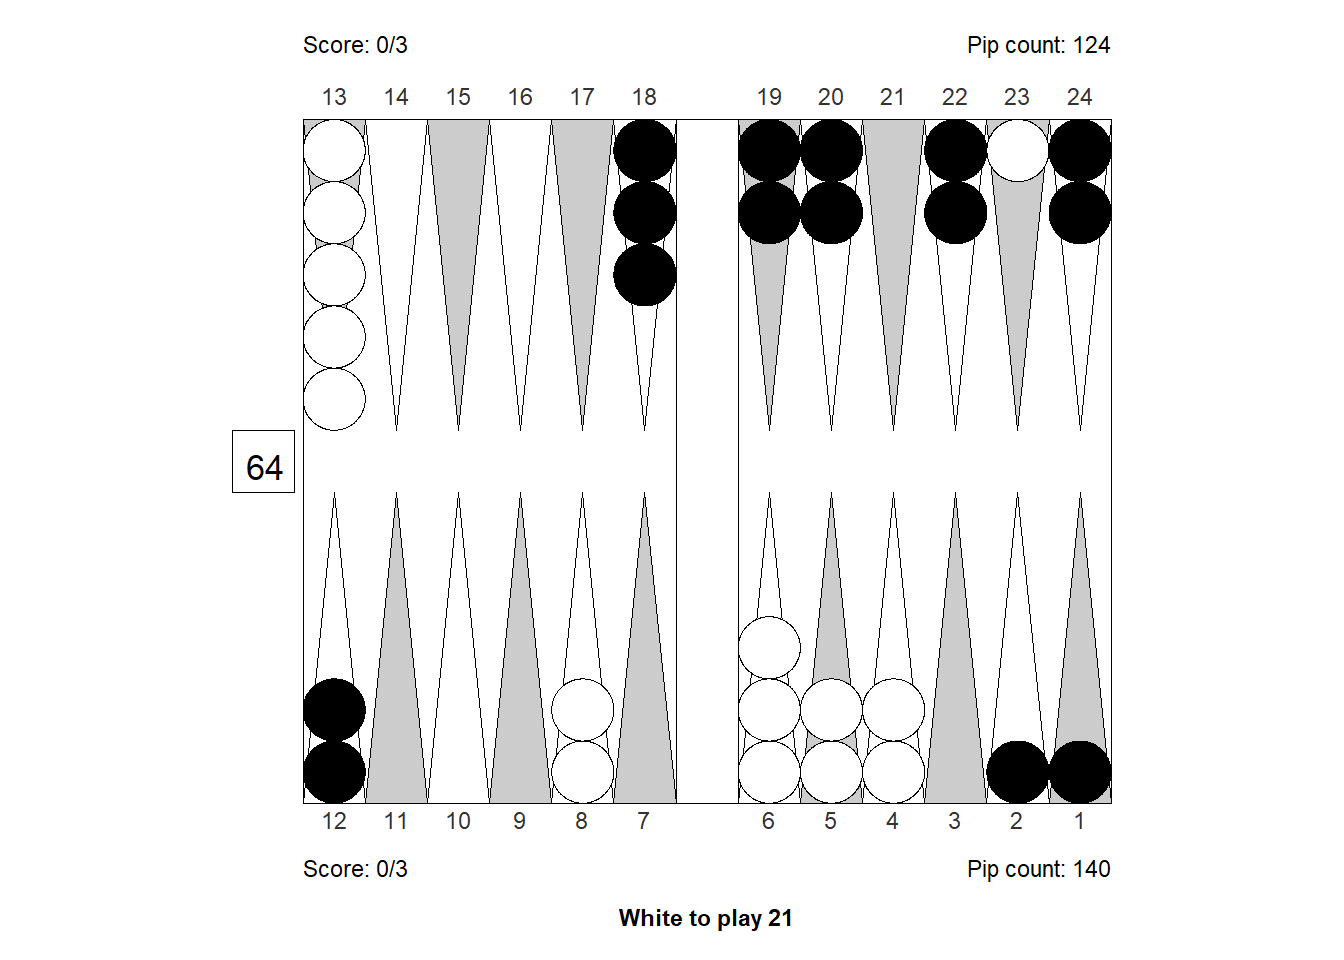 Score: 0/3 Pip count: 124
13 14 15 16 17 18 19 20 21 22 23 24
64
12 11 10 9 8 7 6 5 4 3 2 1
Score: 0/3 Pip count: 140
White to play 21